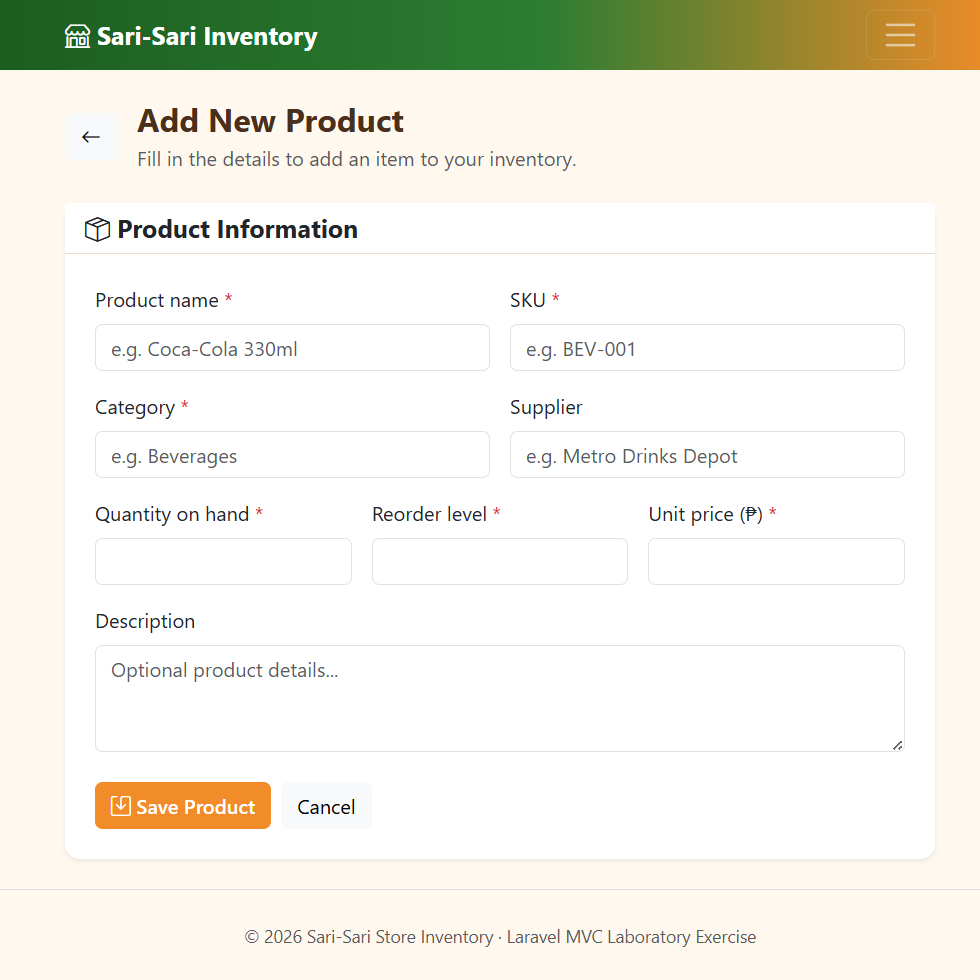 Sari-Sari Inventory
Add New Product
Fill in the details to add an item to your inventory.
Product Information
Product name * SKU *
e.g. Coca-Cola 330ml e.g. BEV-001
Category * Supplier
e.g. Beverages e.g. Metro Drinks Depot
Quantity on hand * Reorder level * Unit price (₱) *
Description
Optional product details...
Save Product Cancel
© 2026 Sari-Sari Store Inventory · Laravel MVC Laboratory Exercise